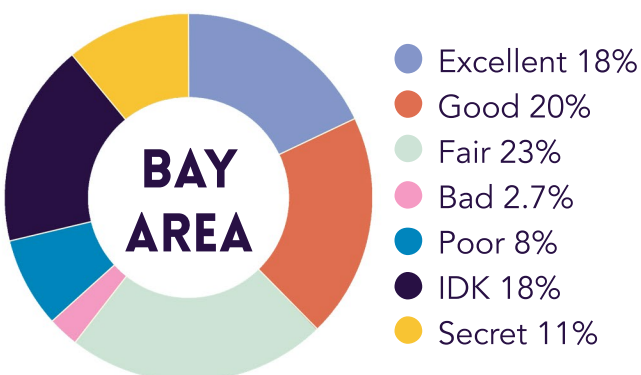 BAY
AREA
Excellent 18%
Good 20%
Fair 23%
Bad 2.7%
Poor 8%
IDK 18%
Secret 11%